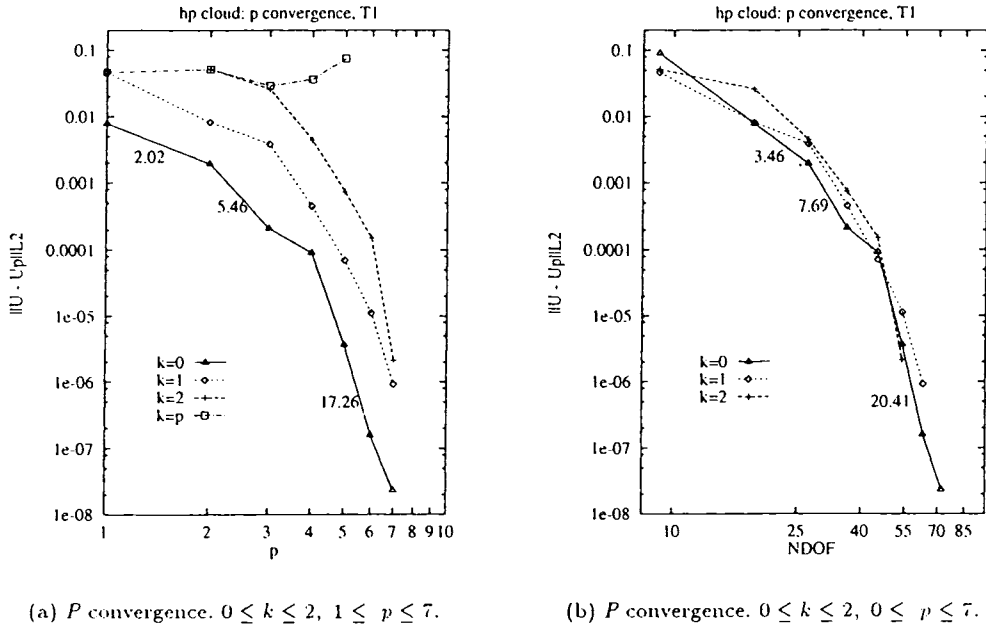 hp cloud: p convergence, T1
0.1
0.01
0.001
0.0001
1e-05
1e-06
1e-07
1e-08
||U - Up||L2
2.02
5.46
17.26
k=0
k=1
k=2
k=p
1 2 3 4 5 6 7 8 9 10
p
(a) P convergence. 0 ≤ k ≤ 2, 1 ≤ p ≤ 7.
hp cloud: p convergence, T1
0.1
0.01
0.001
0.0001
1e-05
1e-06
1e-07
1e-08
||U - Up||L2
3.46
7.69
20.41
k=0
k=1
k=2
10 25 40 55 70 85
NDOF
(b) P convergence. 0 ≤ k ≤ 2, 0 ≤ p ≤ 7.